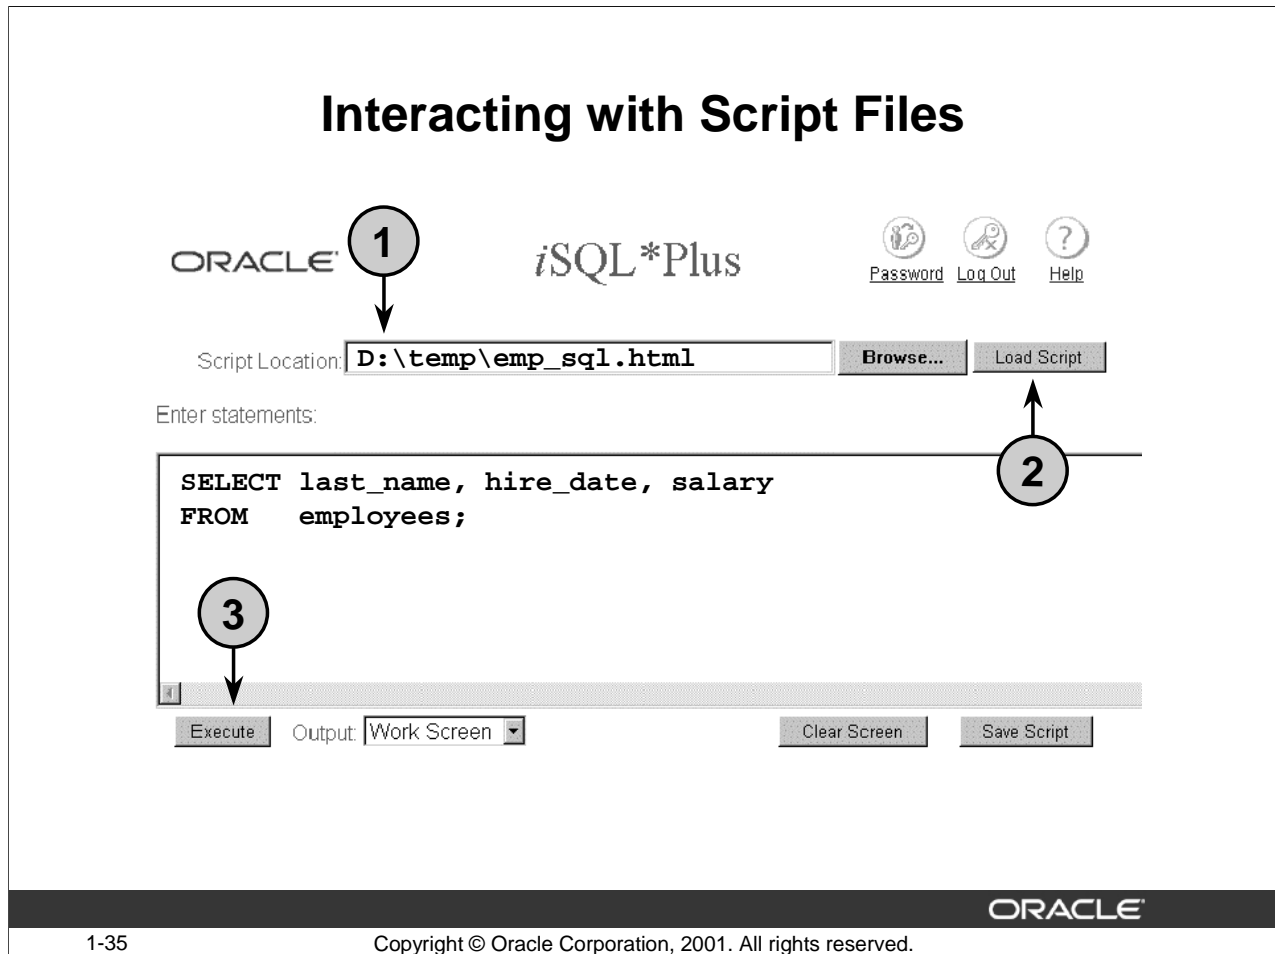 Interacting with Script Files
1
ORACLE
iSQL*Plus
Password Log Out Help
Script Location: D:\temp\emp_sql.html Browse... Load Script
Enter statements:
2
SELECT last_name, hire_date, salary
FROM employees;
3
Execute Output: Work Screen Clear Screen Save Script
ORACLE
1-35 Copyright © Oracle Corporation, 2001. All rights reserved.